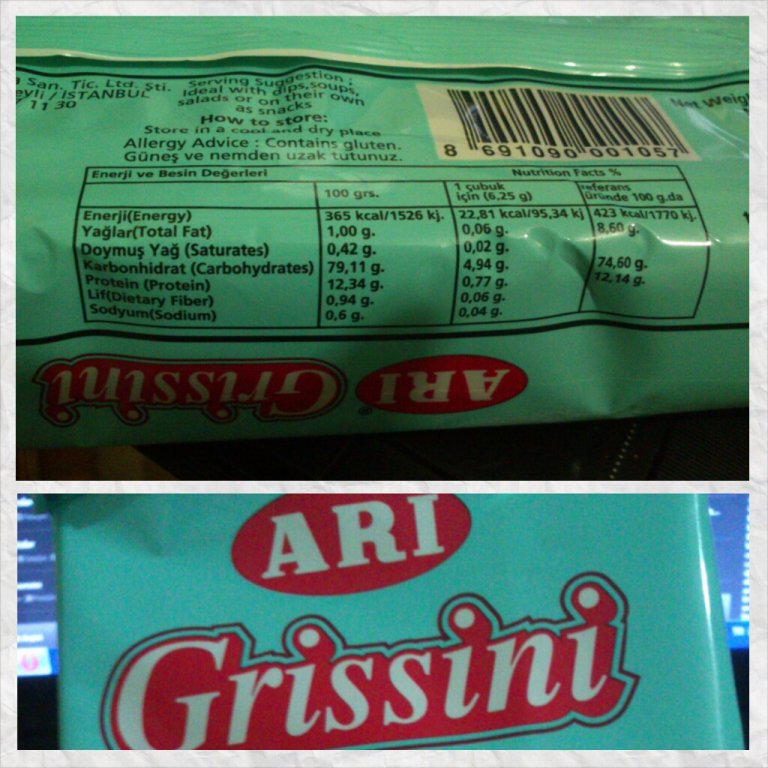 San. Tic. Ltd. Şti.
/ İSTANBUL
11 30
Serving Suggestion :
Ideal with dips,soups,
salads or on their own
as snacks
How to store:
Store in a cool and dry place
Allergy Advice : Contains gluten.
Güneş ve nemden uzak tutunuz.
8 691090 001057
Net
Enerji ve Besin Değerleri Nutrition Facts %
100 grs. 1 çubuk için (6,25 g) referans üründe 100 g.da
Enerji(Energy) 365 kcal/1526 kj. 22,81 kcal/95,34 kj 423 kcal/1770 kj.
Yağlar(Total Fat) 1,00 g. 0,06 g. 8,60 g.
Doymuş Yağ (Saturates) 0,42 g. 0,02 g.
Karbonhidrat (Carbohydrates) 79,11 g. 4,94 g. 74,60 g.
Protein (Protein) 12,34 g. 0,77 g. 12,14 g.
Lif(Dietary Fiber) 0,94 g. 0,06 g.
Sodyum(Sodium) 0,6 g. 0,04 g.
ARI
Grissini
ARI
Grissini